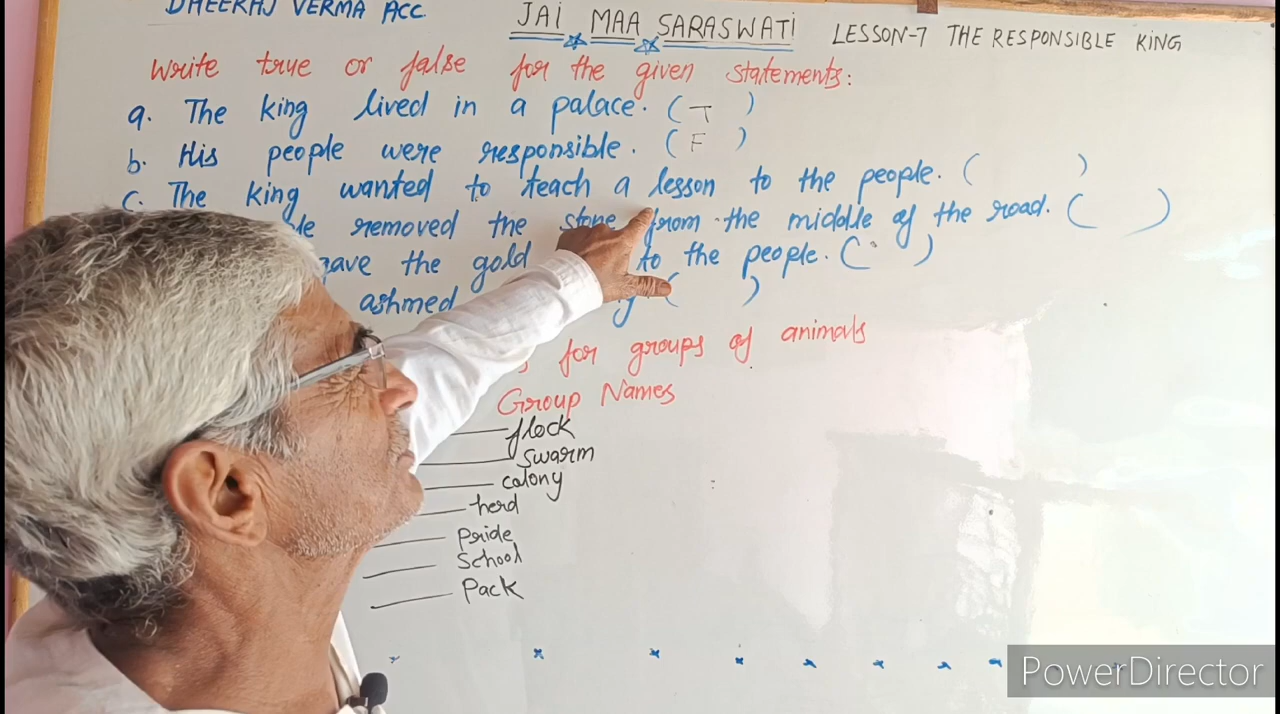 DHEERAJ VERMA ACC.
JAI MAA SARASWATI LESSON-7 THE RESPONSIBLE KING
Write true or false for the given statements:
a. The king lived in a palace. ( T )
b. His people were responsible. ( F )
c. The king wanted to teach a lesson to the people. ( )
removed the stone from the middle of the road. ( )
gave the gold to the people. ( )
ashmed ( )
for groups of animals
Group Names
flock
swarm
colony
herd
pride
School
Pack
PowerDirector